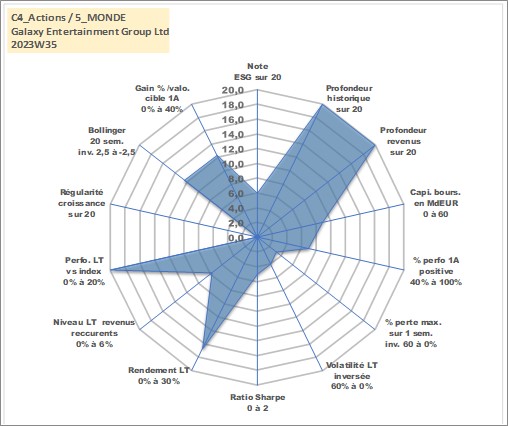 C4_Actions / 5_MONDE
Galaxy Entertainment Group Ltd
2023W35
Note
ESG sur 20
Profondeur
historique
sur 20
Profondeur
revenus
sur 20
Capi. bours.
en MdEUR
0 à 60
% perfo 1A
positive
40% à 100%
% perte max.
sur 1 sem.
inv. 60 à 0%
Volatilité LT
inversée
60% à 0%
Ratio Sharpe
0 à 2
Rendement LT
0% à 30%
Niveau LT revenus
reccurents
0% à 6%
Perfo. LT
vs index
0% à 20%
Régularité
croissance
sur 20
Bollinger
20 sem.
inv. 2,5 à -2,5
Gain % /valo.
cible 1A
0% à 40%
20,0
18,0
16,0
14,0
12,0
10,0
8,0
6,0
4,0
2,0
0,0